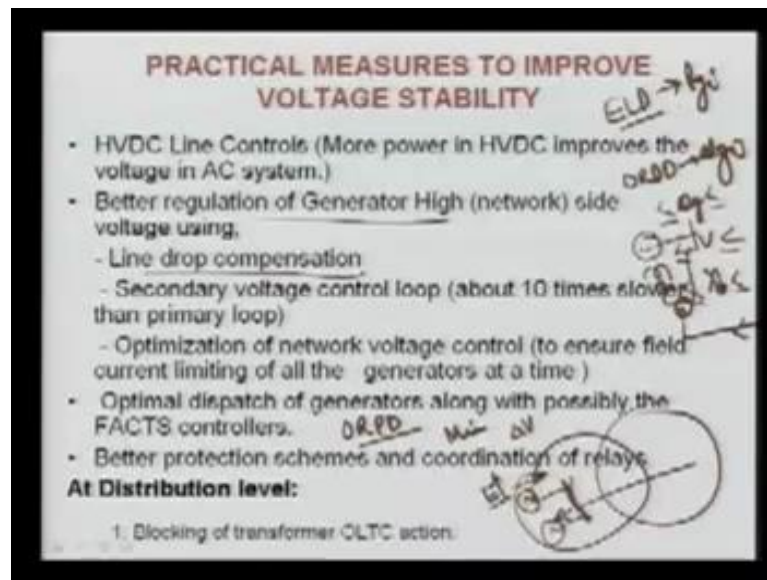 PRACTICAL MEASURES TO IMPROVE
VOLTAGE STABILITY
ELD → Pgi
• HVDC Line Controls (More power in HVDC improves the
voltage in AC system.)
ORPD →
• Better regulation of Generator High (network) side
voltage using,
≤ Qg ≤
≤ V ≤
- Line drop compensation
- Secondary voltage control loop (about 10 times slower
than primary loop)
- Optimization of network voltage control (to ensure field
current limiting of all the generators at a time )
• Optimal dispatch of generators along with possibly the
FACTS controllers.
ORPD Min ΔV
• Better protection schemes and coordination of relays
At Distribution level:
1. Blocking of transformer OLTC action.